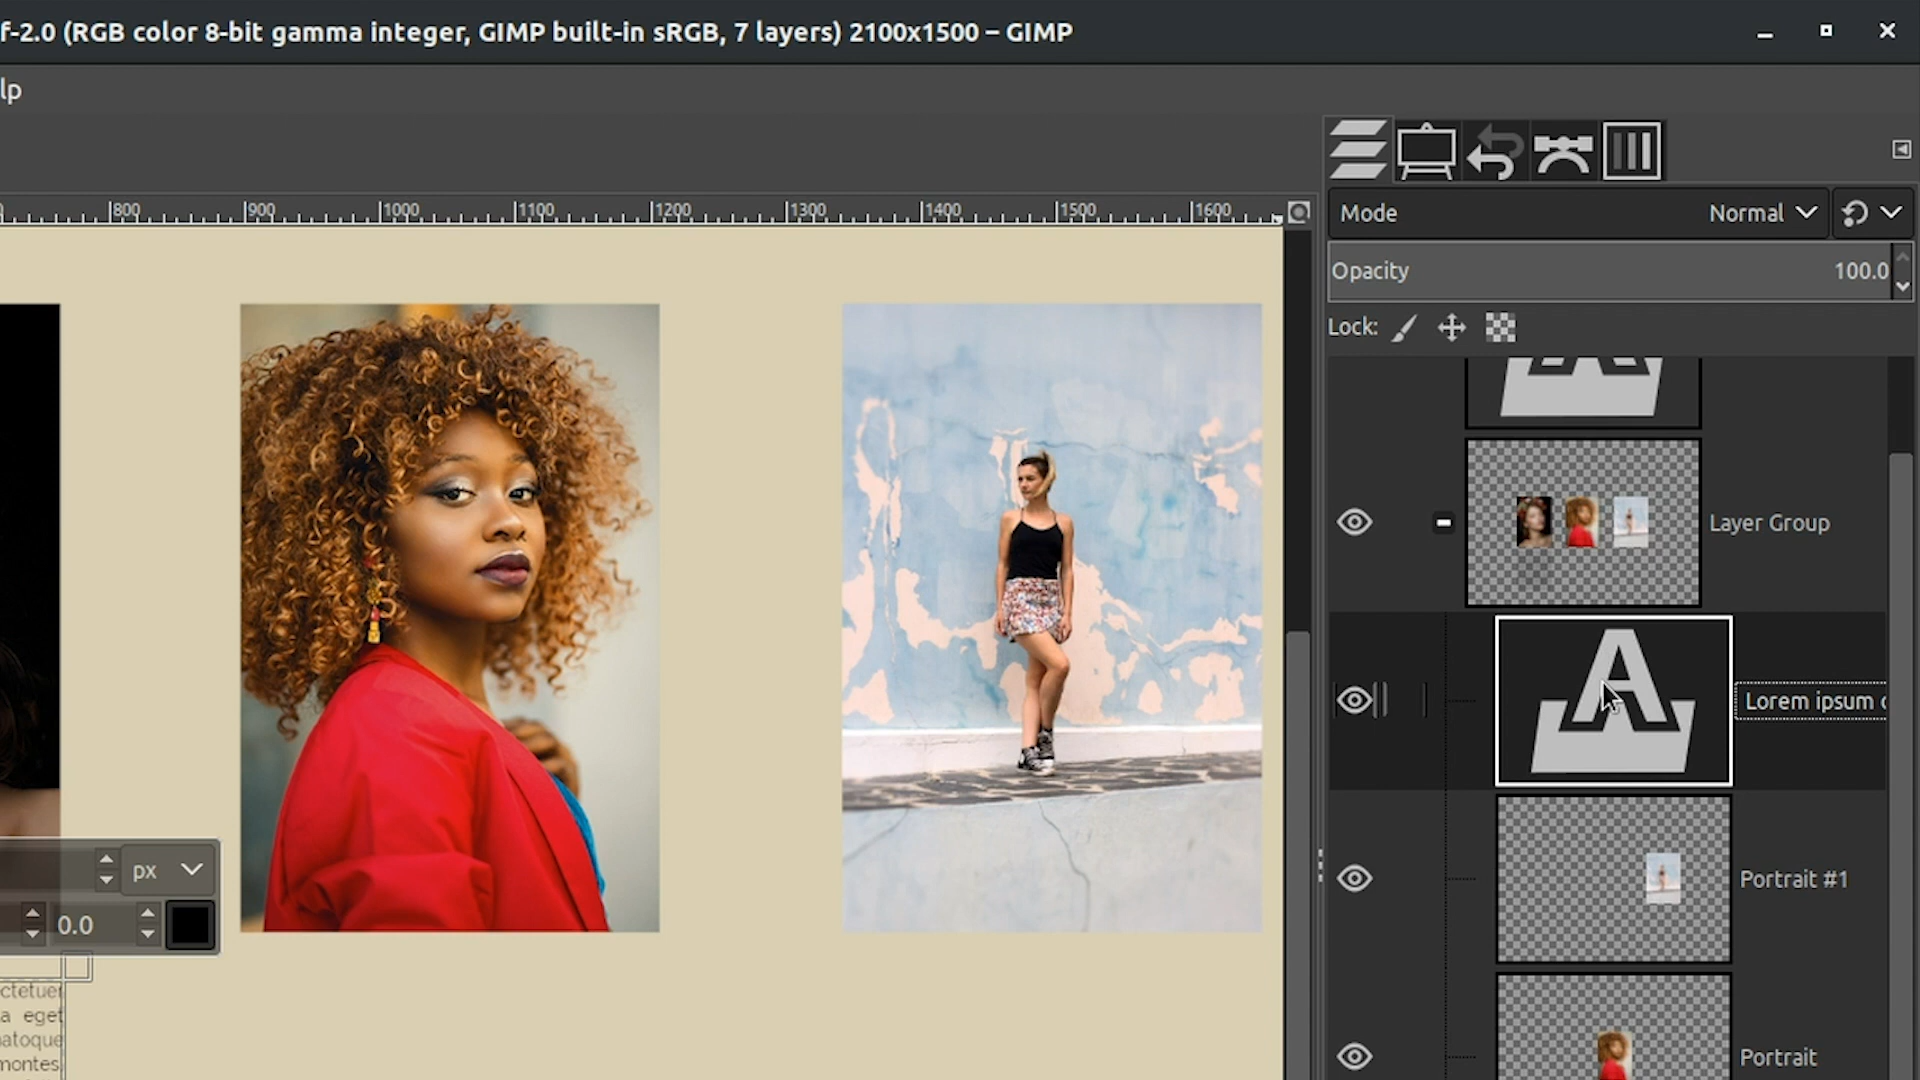 f-2.0 (RGB color 8-bit gamma integer, GIMP built-in sRGB, 7 layers) 2100x1500 – GIMP
lp
800 900 1000 1100 1200 1300 1400 1500 1600
Mode Normal
Opacity 100.0
Lock:
Layer Group
Lorem ipsum
Portrait #1
Portrait
px
0.0
ctetuer
a eget
natoque
montes,